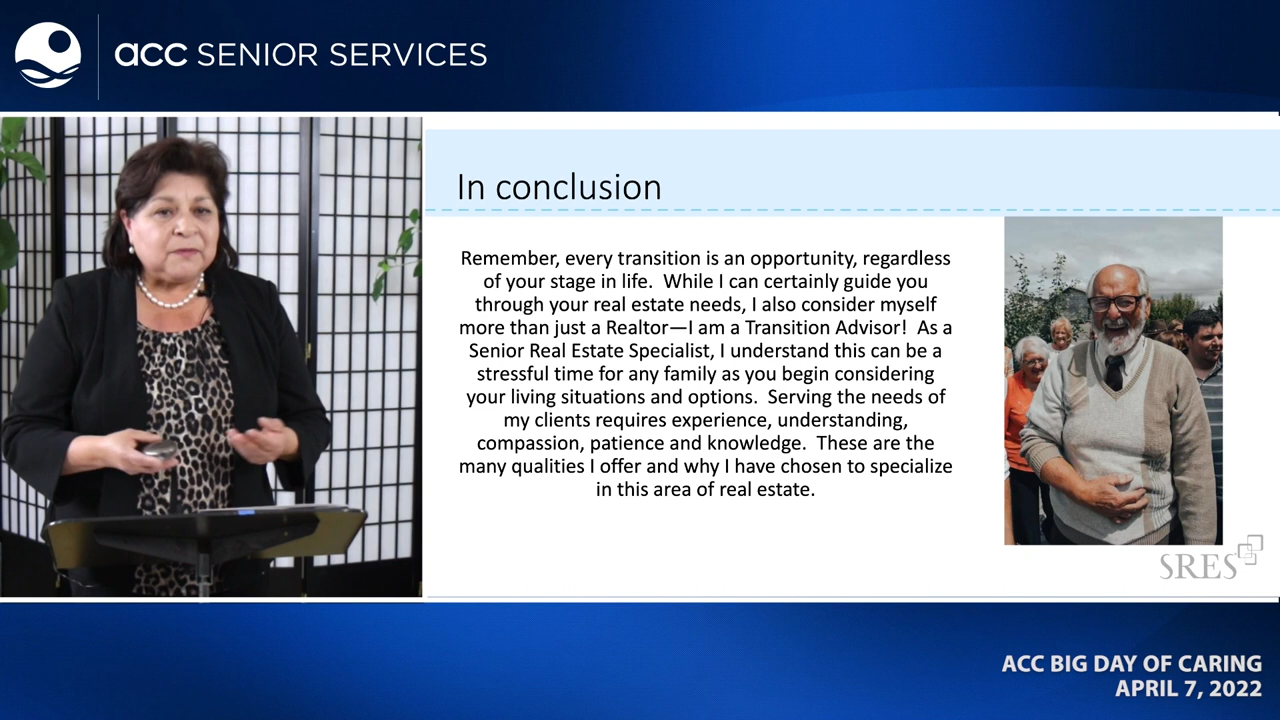 acc SENIOR SERVICES
In conclusion
Remember, every transition is an opportunity, regardless
of your stage in life. While I can certainly guide you
through your real estate needs, I also consider myself
more than just a Realtor—I am a Transition Advisor! As a
Senior Real Estate Specialist, I understand this can be a
stressful time for any family as you begin considering
your living situations and options. Serving the needs of
my clients requires experience, understanding,
compassion, patience and knowledge. These are the
many qualities I offer and why I have chosen to specialize
in this area of real estate.
SRES
ACC BIG DAY OF CARING
APRIL 7, 2022